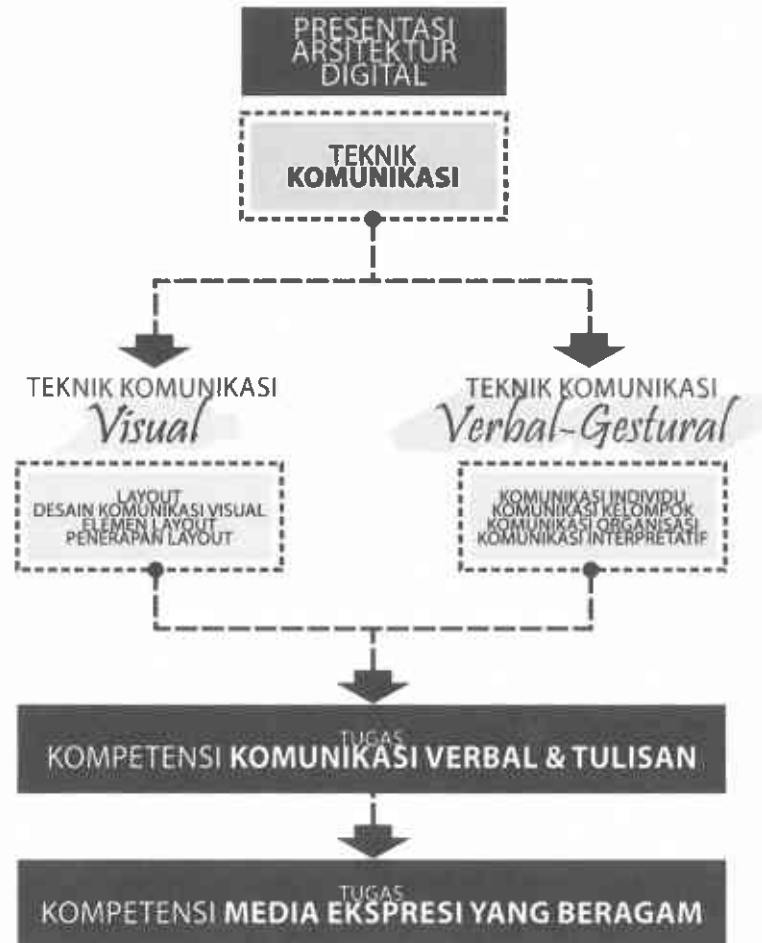 PRESENTASI
ARSITEKTUR
DIGITAL
TEKNIK
KOMUNIKASI
TEKNIK KOMUNIKASI
Visual
LAYOUT
DESAIN KOMUNIKASI VISUAL
ELEMEN LAYOUT
PENERAPAN LAYOUT
TEKNIK KOMUNIKASI
Verbal-Gestural
KOMUNIKASI INDIVIDU
KOMUNIKASI KELOMPOK
KOMUNIKASI ORGANISASI
KOMUNIKASI INTERPRETATIF
TUGAS
KOMPETENSI KOMUNIKASI VERBAL & TULISAN
TUGAS
KOMPETENSI MEDIA EKSPRESI YANG BERAGAM